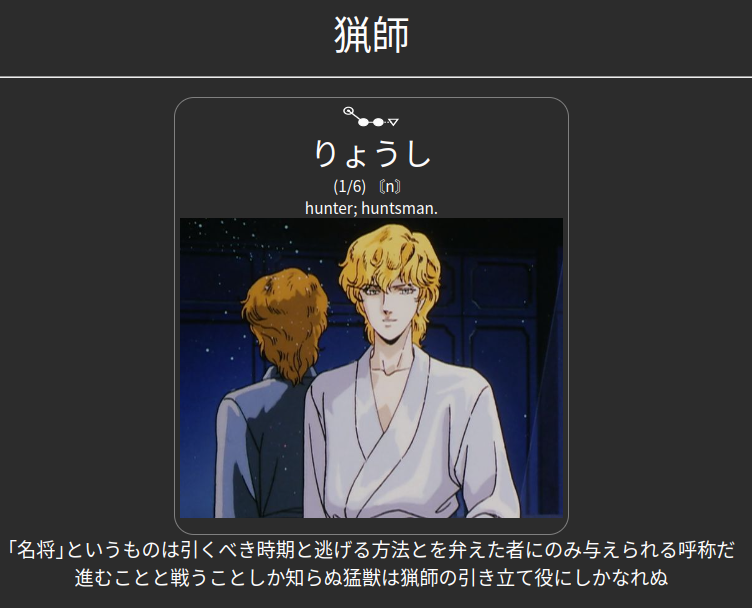 猟師
りょうし
(1/6) 〘n〙
hunter; huntsman.
｢名将｣というものは引くべき時期と逃げる方法とを弁えた者にのみ与えられる呼称だ
進むことと戦うことしか知らぬ猛獣は猟師の引き立て役にしかなれぬ